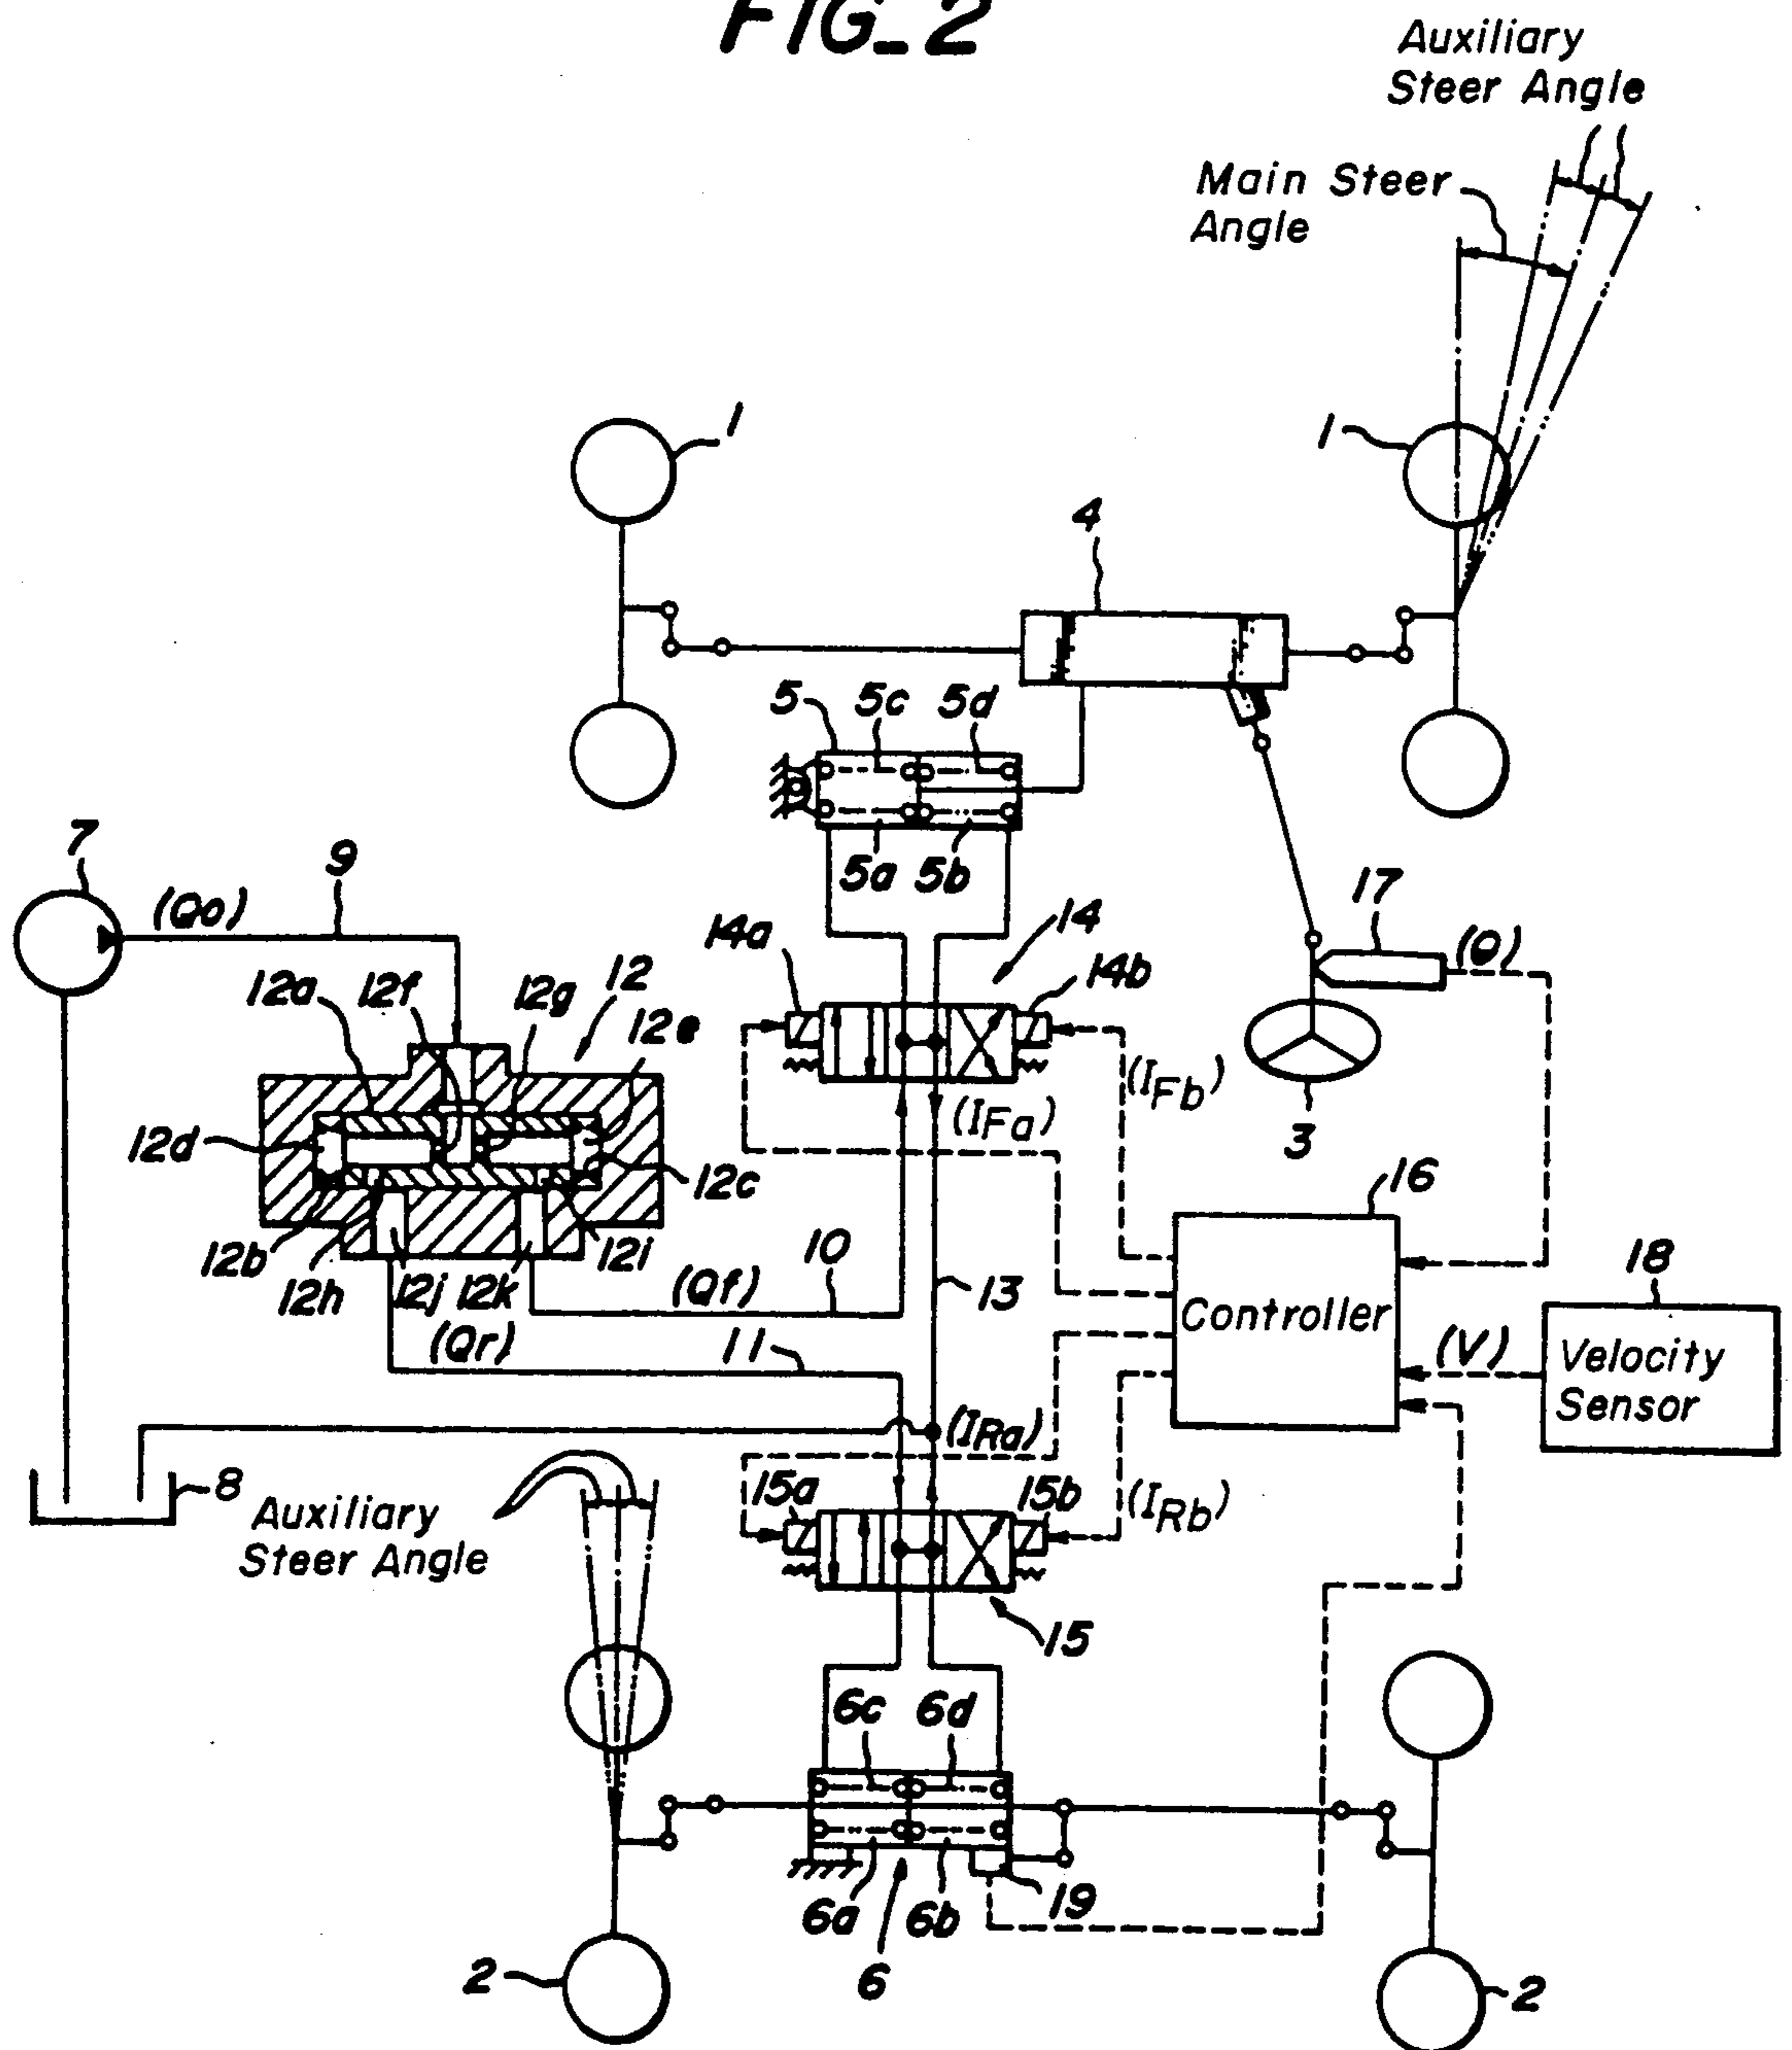 FIG_2
Auxiliary
Steer Angle
Main Steer
Angle
1
1
4
5
5c
5d
5a
5b
7
(Qo)
9
14a
14
14b
17
(θ)
12a
12f
12g
12
12e
12d
12c
12b
12h
12j
12k
12i
(IFa)
(IFb)
3
16
10
(Qf)
13
Controller
18
(Qr)
11
(V)
Velocity
Sensor
(IRa)
8
Auxiliary
Steer Angle
15a
15b
(IRb)
15
6c
6d
6a
6b
19
6
2
2